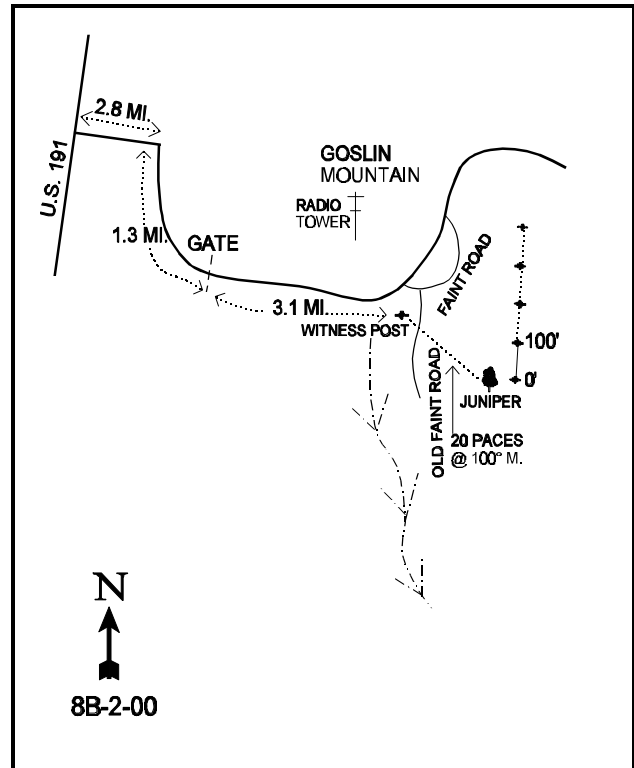 2.8 MI.
U.S. 191
GOSLIN
MOUNTAIN
RADIO
TOWER
1.3 MI.
GATE
FAINT ROAD
3.1 MI.
WITNESS POST
100'
0'
JUNIPER
OLD FAINT ROAD
20 PACES
@ 100° M.
N
8B-2-00